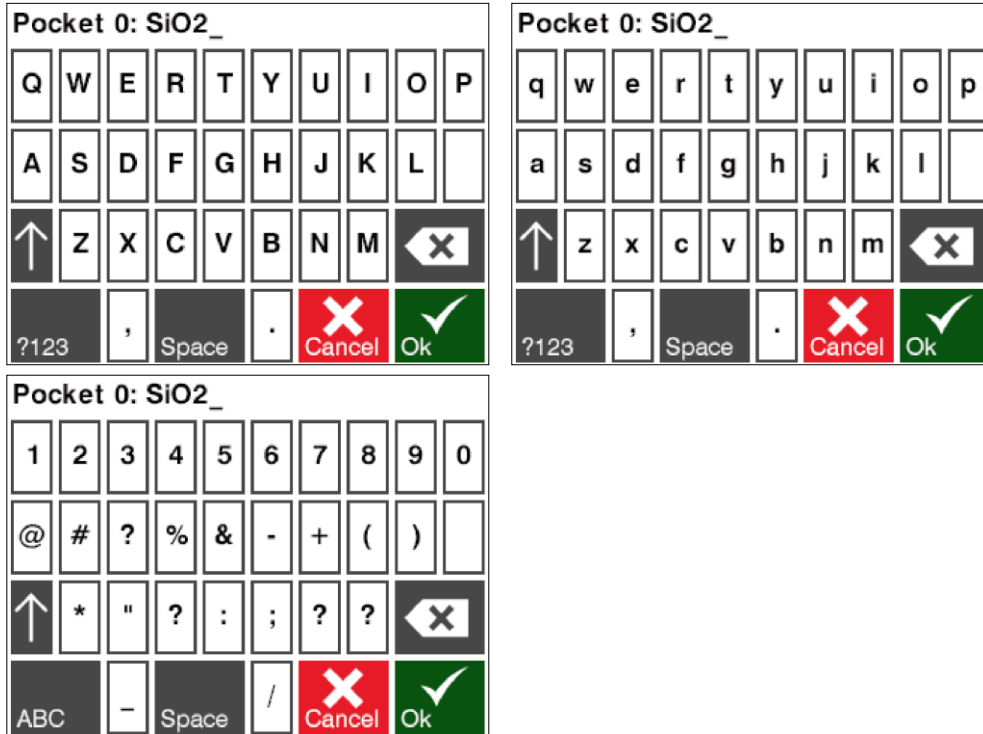 Pocket 0: SiO2_
Q W E R T Y U I O P
A S D F G H J K L
Z X C V B N M
?123 , Space . Cancel Ok
Pocket 0: SiO2_
q w e r t y u i o p
a s d f g h j k l
z x c v b n m
?123 , Space . Cancel Ok
Pocket 0: SiO2_
1 2 3 4 5 6 7 8 9 0
@ # ? % & - + ( )
* " ? : ; ? ?
ABC _ Space / Cancel Ok